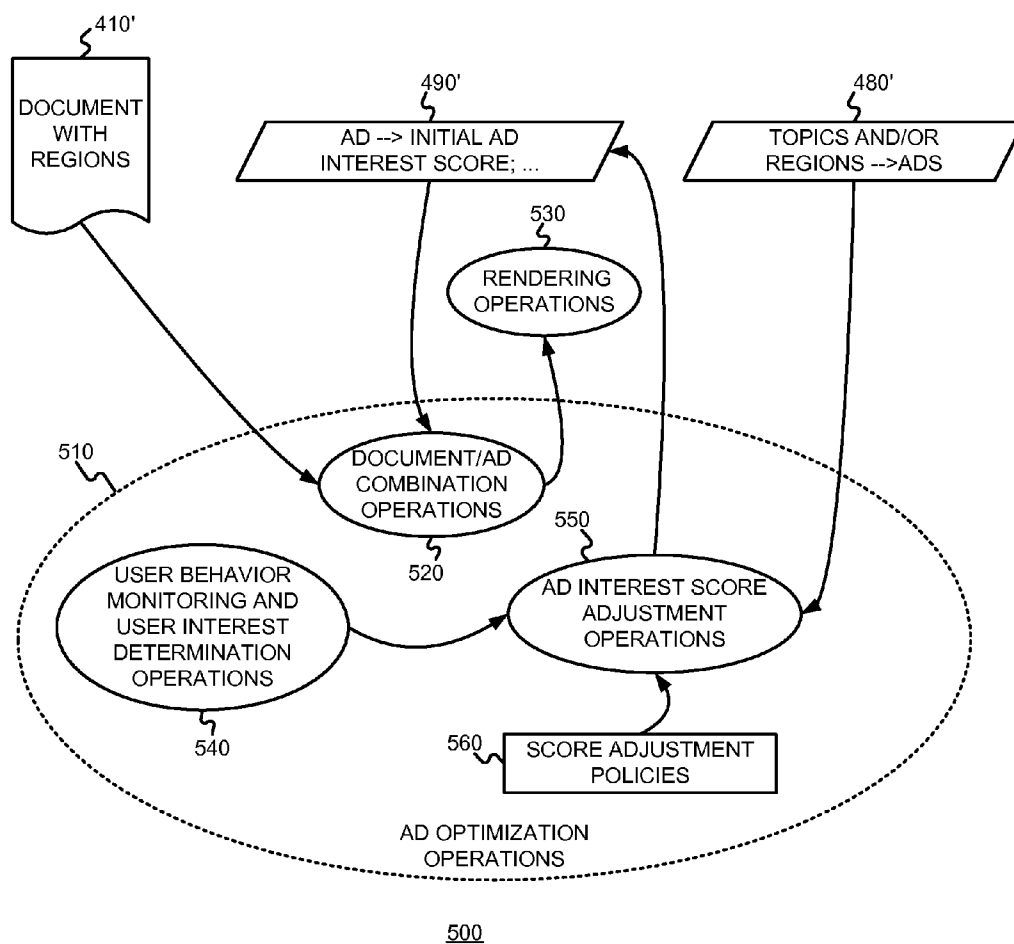 410'
DOCUMENT
WITH
REGIONS
490'
AD --> INITIAL AD
INTEREST SCORE; ...
480'
TOPICS AND/OR
REGIONS -->ADS
530
RENDERING
OPERATIONS
510
DOCUMENT/AD
COMBINATION
OPERATIONS
520
550
USER BEHAVIOR
MONITORING AND
USER INTEREST
DETERMINATION
OPERATIONS
540
AD INTEREST SCORE
ADJUSTMENT
OPERATIONS
560
SCORE ADJUSTMENT
POLICIES
AD OPTIMIZATION
OPERATIONS
500